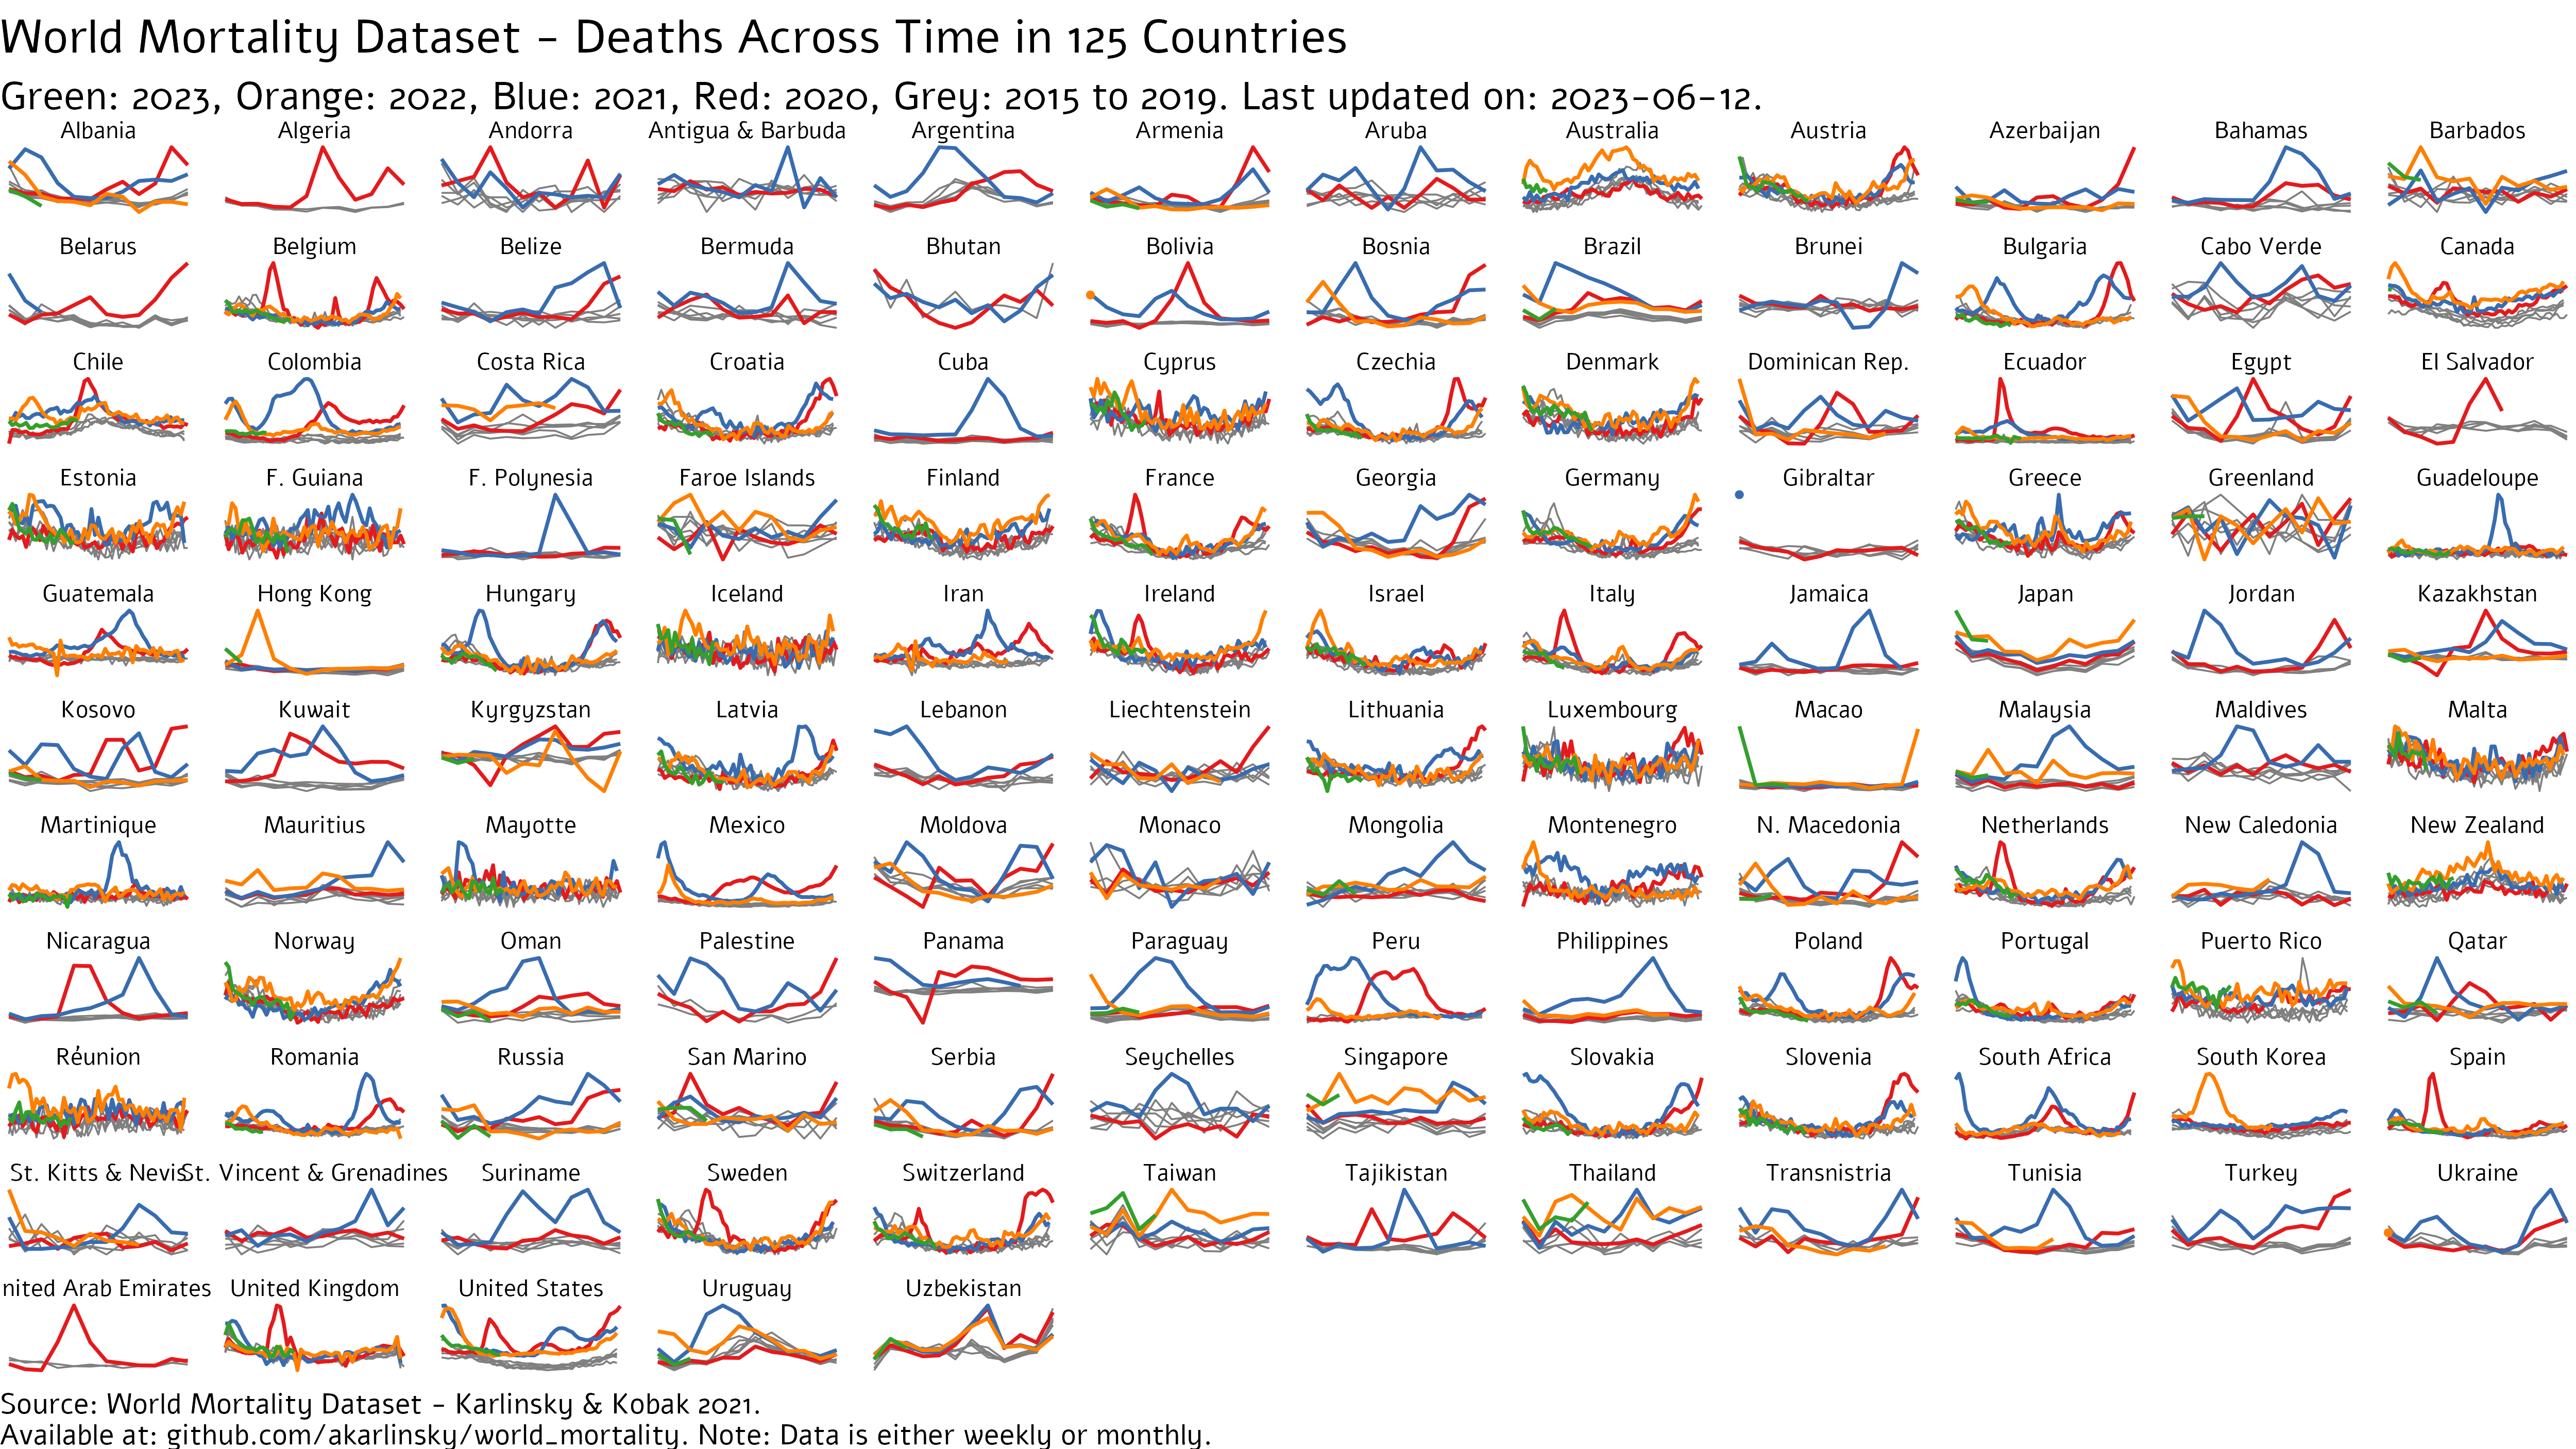 World Mortality Dataset - Deaths Across Time in 125 Countries
Green: 2023, Orange: 2022, Blue: 2021, Red: 2020, Grey: 2015 to 2019. Last updated on: 2023-06-12.
Albania Algeria Andorra Antigua & Barbuda Argentina Armenia Aruba Australia Austria Azerbaijan Bahamas Barbados
Belarus Belgium Belize Bermuda Bhutan Bolivia Bosnia Brazil Brunei Bulgaria Cabo Verde Canada
Chile Colombia Costa Rica Croatia Cuba Cyprus Czechia Denmark Dominican Rep. Ecuador Egypt El Salvador
Estonia F. Guiana F. Polynesia Faroe Islands Finland France Georgia Germany Gibraltar Greece Greenland Guadeloupe
Guatemala Hong Kong Hungary Iceland Iran Ireland Israel Italy Jamaica Japan Jordan Kazakhstan
Kosovo Kuwait Kyrgyzstan Latvia Lebanon Liechtenstein Lithuania Luxembourg Macao Malaysia Maldives Malta
Martinique Mauritius Mayotte Mexico Moldova Monaco Mongolia Montenegro N. Macedonia Netherlands New Caledonia New Zealand
Nicaragua Norway Oman Palestine Panama Paraguay Peru Philippines Poland Portugal Puerto Rico Qatar
Réunion Romania Russia San Marino Serbia Seychelles Singapore Slovakia Slovenia South Africa South Korea Spain
St. Kitts & Nevis St. Vincent & Grenadines Suriname Sweden Switzerland Taiwan Tajikistan Thailand Transnistria Tunisia Turkey Ukraine
nited Arab Emirates United Kingdom United States Uruguay Uzbekistan
Source: World Mortality Dataset - Karlinsky & Kobak 2021.
Available at: github.com/akarlinsky/world_mortality. Note: Data is either weekly or monthly.